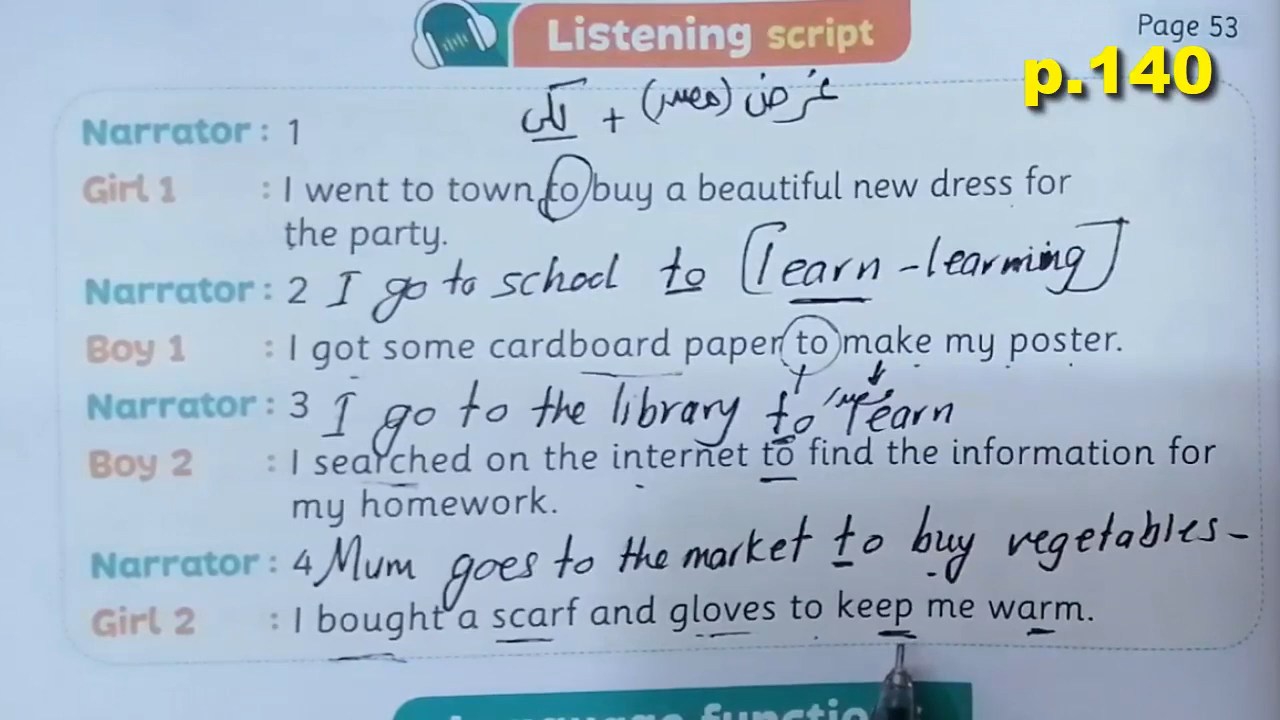 Listening script
Page 53
p.140
لكى + (مصدر) غرض
Narrator : 1
Girl 1 : I went to town to buy a beautiful new dress for
the party.
Narrator : 2 I go to school to [learn - learning]
Boy 1 : I got some cardboard paper to make my poster.
Narrator : 3 I go to the library to learn
Boy 2 : I searched on the internet to find the information for
my homework.
Narrator : 4 Mum goes to the market to buy vegetables-
Girl 2 : I bought a scarf and gloves to keep me warm.